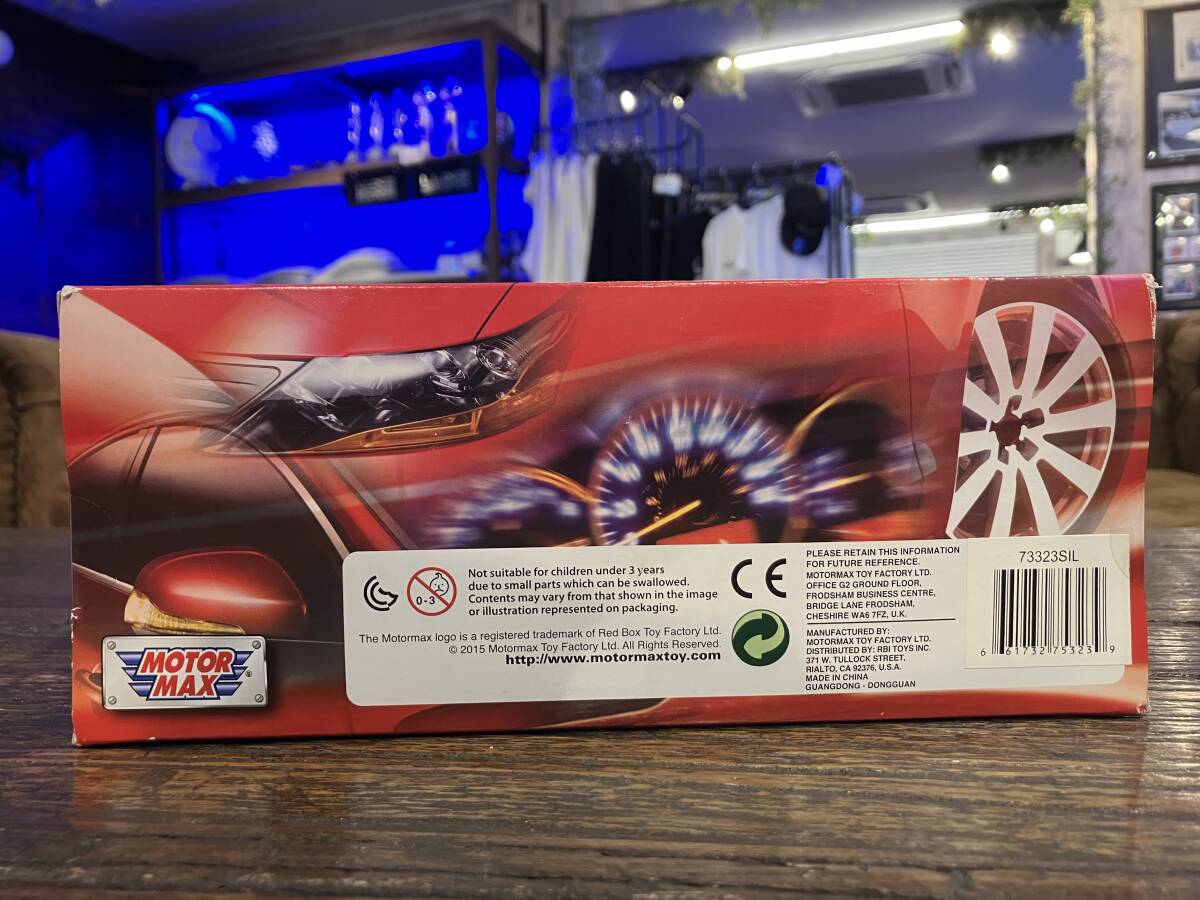 MOTOR
MAX
Not suitable for children under 3 years
due to small parts which can be swallowed.
Contents may vary from that shown in the image
or illustration represented on packaging.
0-3
The Motormax logo is a registered trademark of Red Box Toy Factory Ltd.
© 2015 Motormax Toy Factory Ltd. All Rights Reserved.
http://www.motormaxtoy.com
CE
PLEASE RETAIN THIS INFORMATION
FOR FUTURE REFERENCE.
MOTORMAX TOY FACTORY LTD.
OFFICE G2 GROUND FLOOR,
FRODSHAM BUSINESS CENTRE,
BRIDGE LANE FRODSHAM,
CHESHIRE WA6 7FZ, U.K.
MANUFACTURED BY:
MOTORMAX TOY FACTORY LTD.
DISTRIBUTED BY: RBI TOYS INC.
371 W. TULLOCK STREET,
RIALTO, CA 92376, U.S.A.
MADE IN CHINA
GUANGDONG - DONGGUAN
73323SIL
6 61732 75323 9